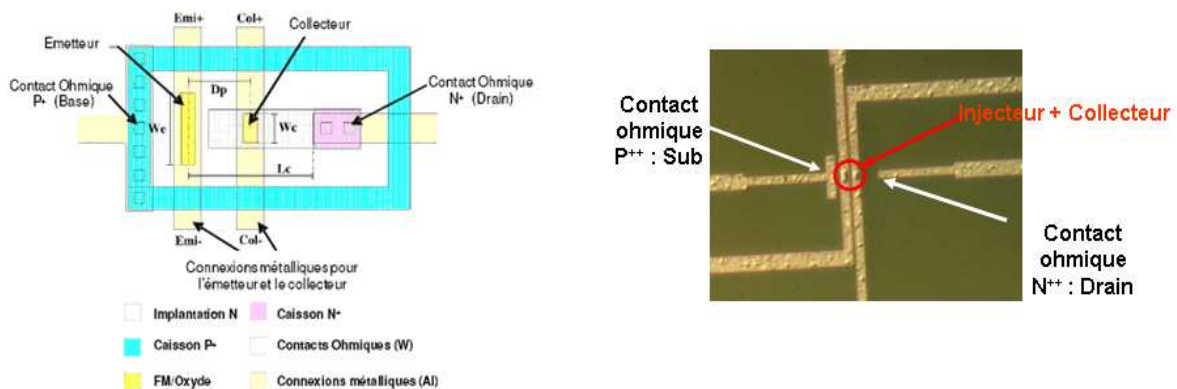 Emi+
Col+
Collecteur
Emetteur
Contact Ohmique
P+ (Base)
Dp
Contact Ohmique
N+ (Drain)
We
Wc
Lc
Emi-
Col-
Connexions métalliques pour
l'émetteur et le collecteur
Implantation N
Caisson N+
Caisson P+
Contacts Ohmiques (W)
FM/Oxyde
Connexions métalliques (Al)
Contact
ohmique
P++ : Sub
Injecteur + Collecteur
Contact
ohmique
N++ : Drain